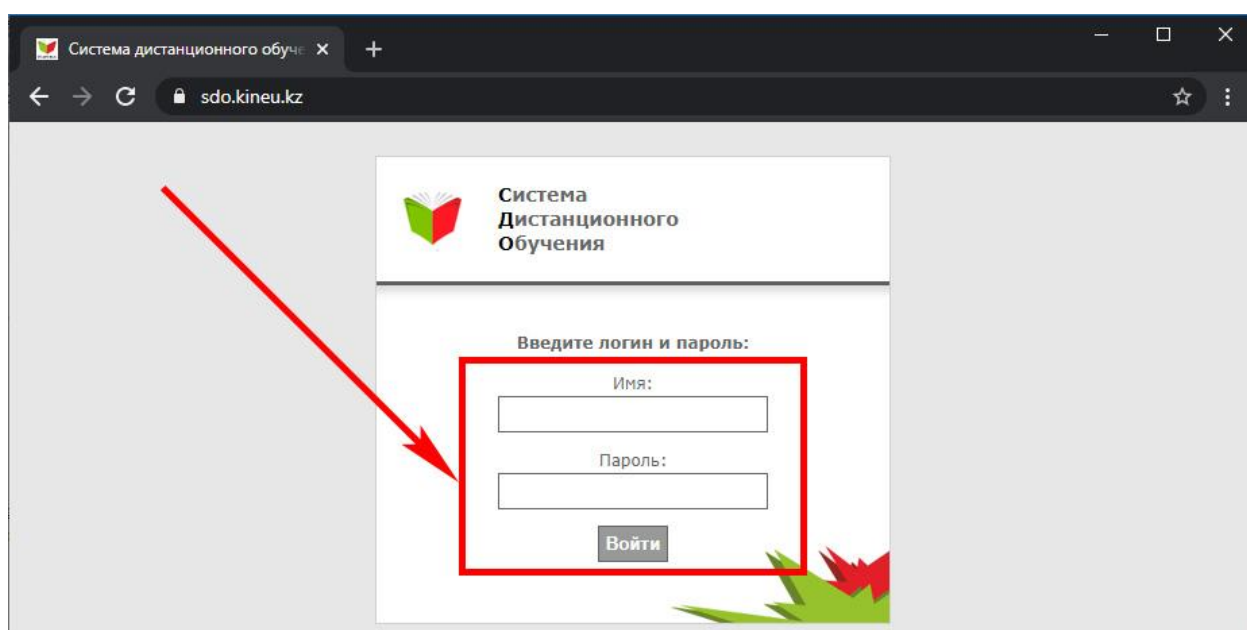 Система дистанционного обуче
sdo.kineu.kz
Система
Дистанционного
Обучения
Введите логин и пароль:
Имя:
Пароль:
Войти